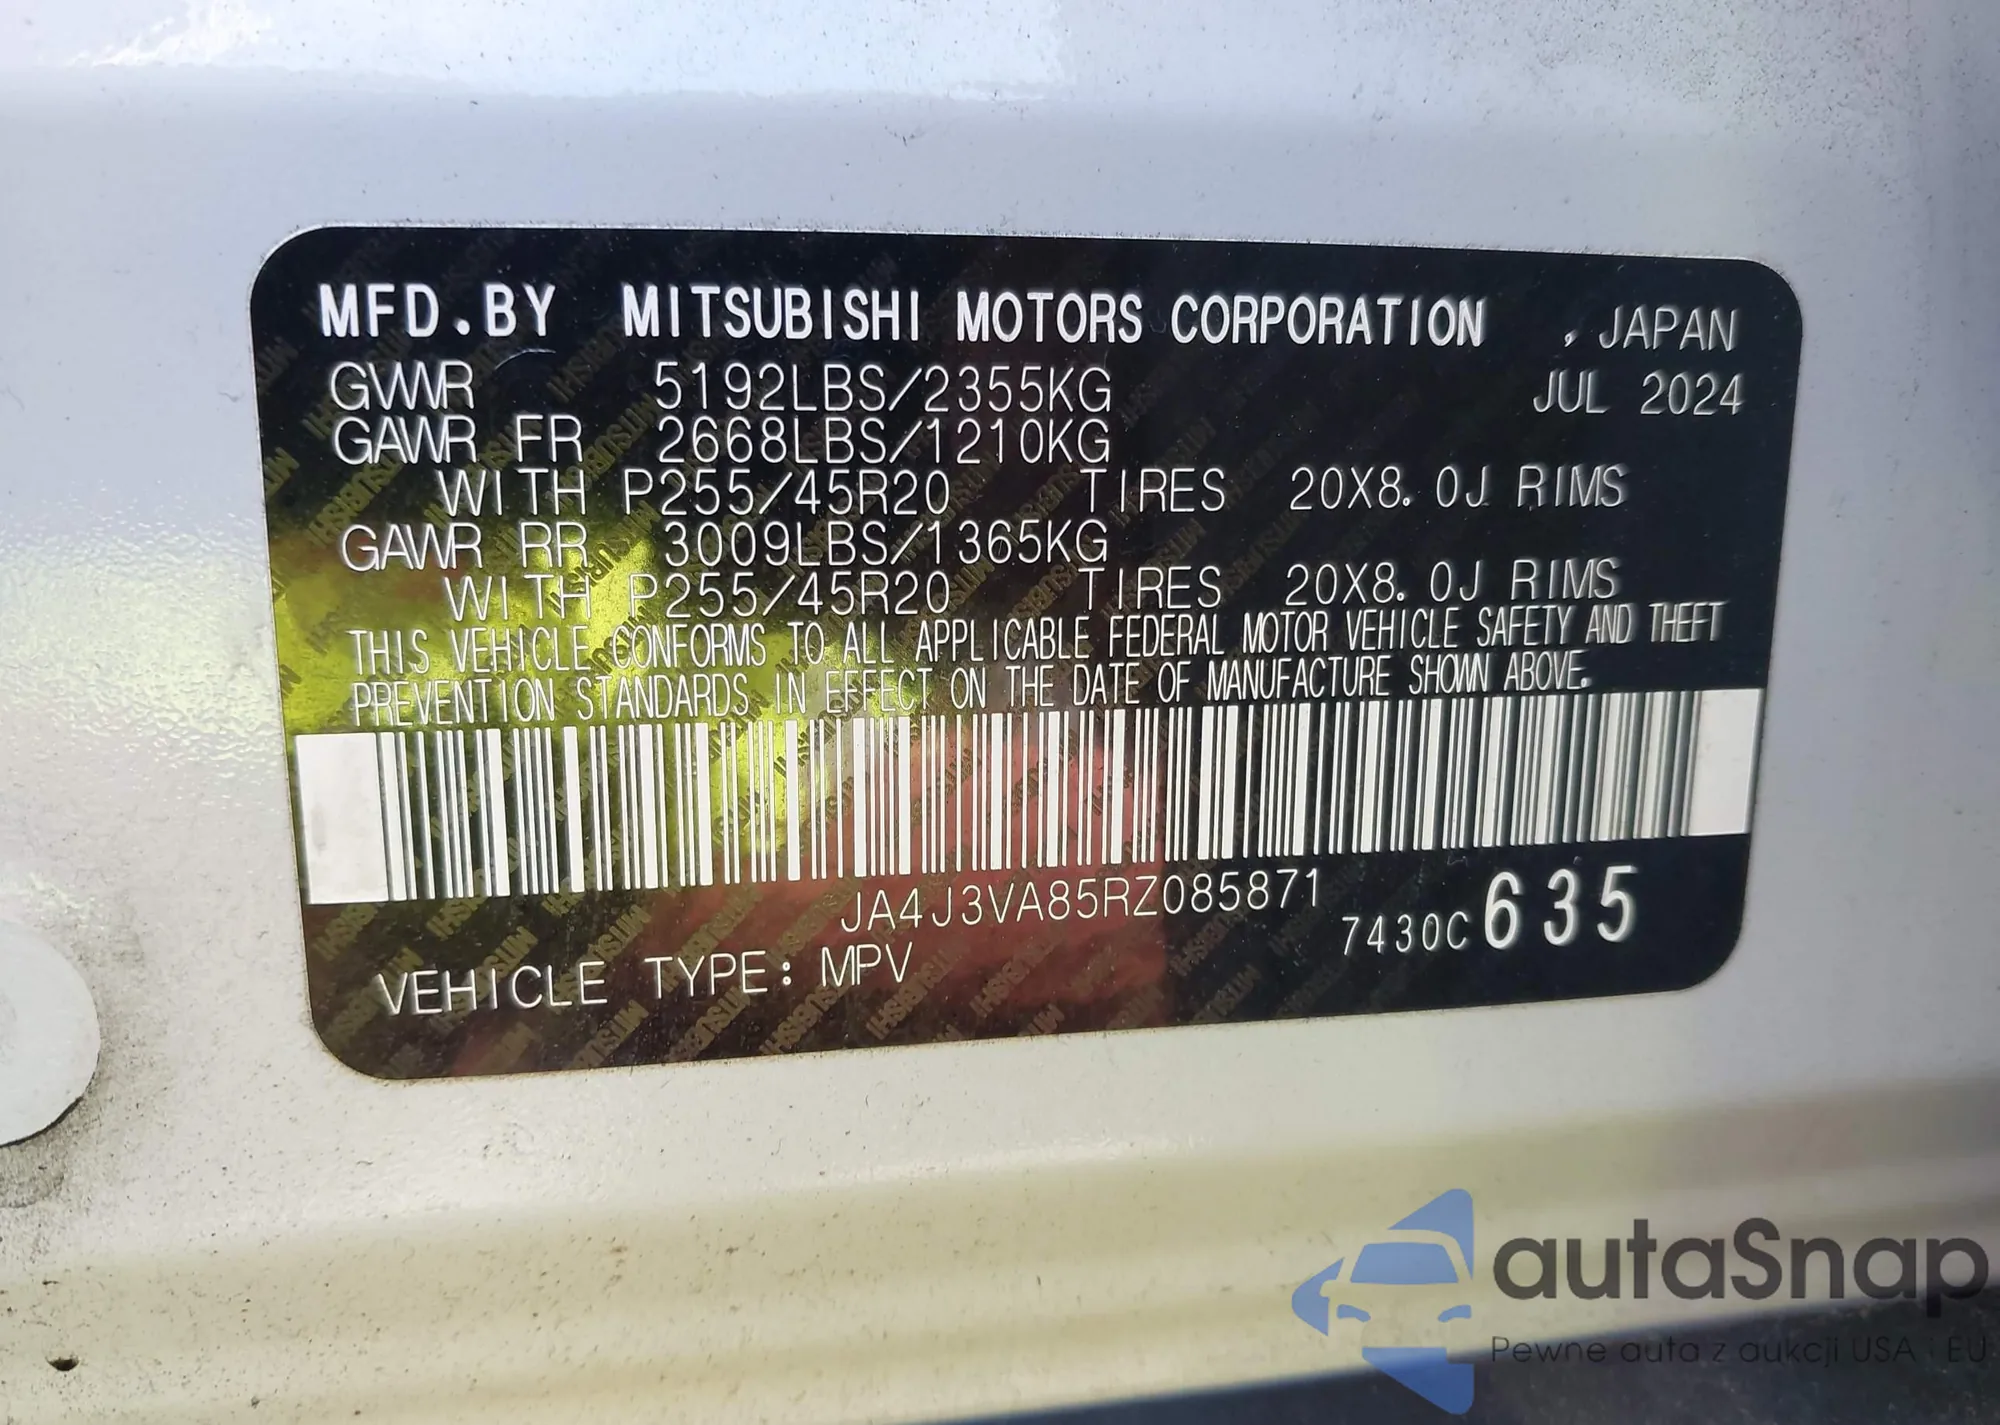 MFD.BY MITSUBISHI MOTORS CORPORATION , JAPAN
GVWR 5192LBS/2355KG JUL 2024
GAWR FR 2668LBS/1210KG
WITH P255/45R20 TIRES 20X8.0J RIMS
GAWR RR 3009LBS/1365KG
WITH P255/45R20 TIRES 20X8.0J RIMS
THIS VEHICLE CONFORMS TO ALL APPLICABLE FEDERAL MOTOR VEHICLE SAFETY AND THEFT
PREVENTION STANDARDS IN EFFECT ON THE DATE OF MANUFACTURE SHOWN ABOVE.
JA4J3VA85RZ085871
7430C 635
VEHICLE TYPE: MPV
autaSnap
Pewne auta z aukcji USA i EU